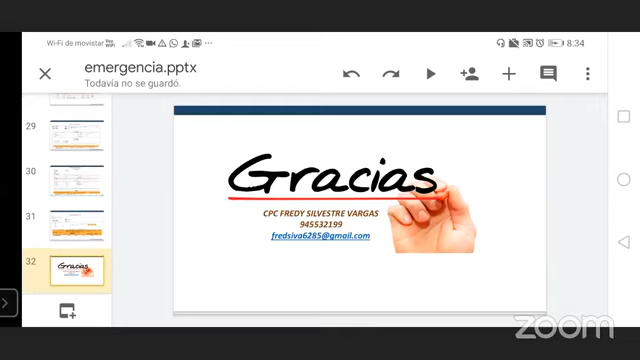 Wi-Fi de movistar
8:34
emergencia.pptx
Todavía no se guardó.
29
30
31
32
Gracias
Gracias
CPC FREDY SILVESTRE VARGAS
945532199
fredsiva6285@gmail.com
zoom